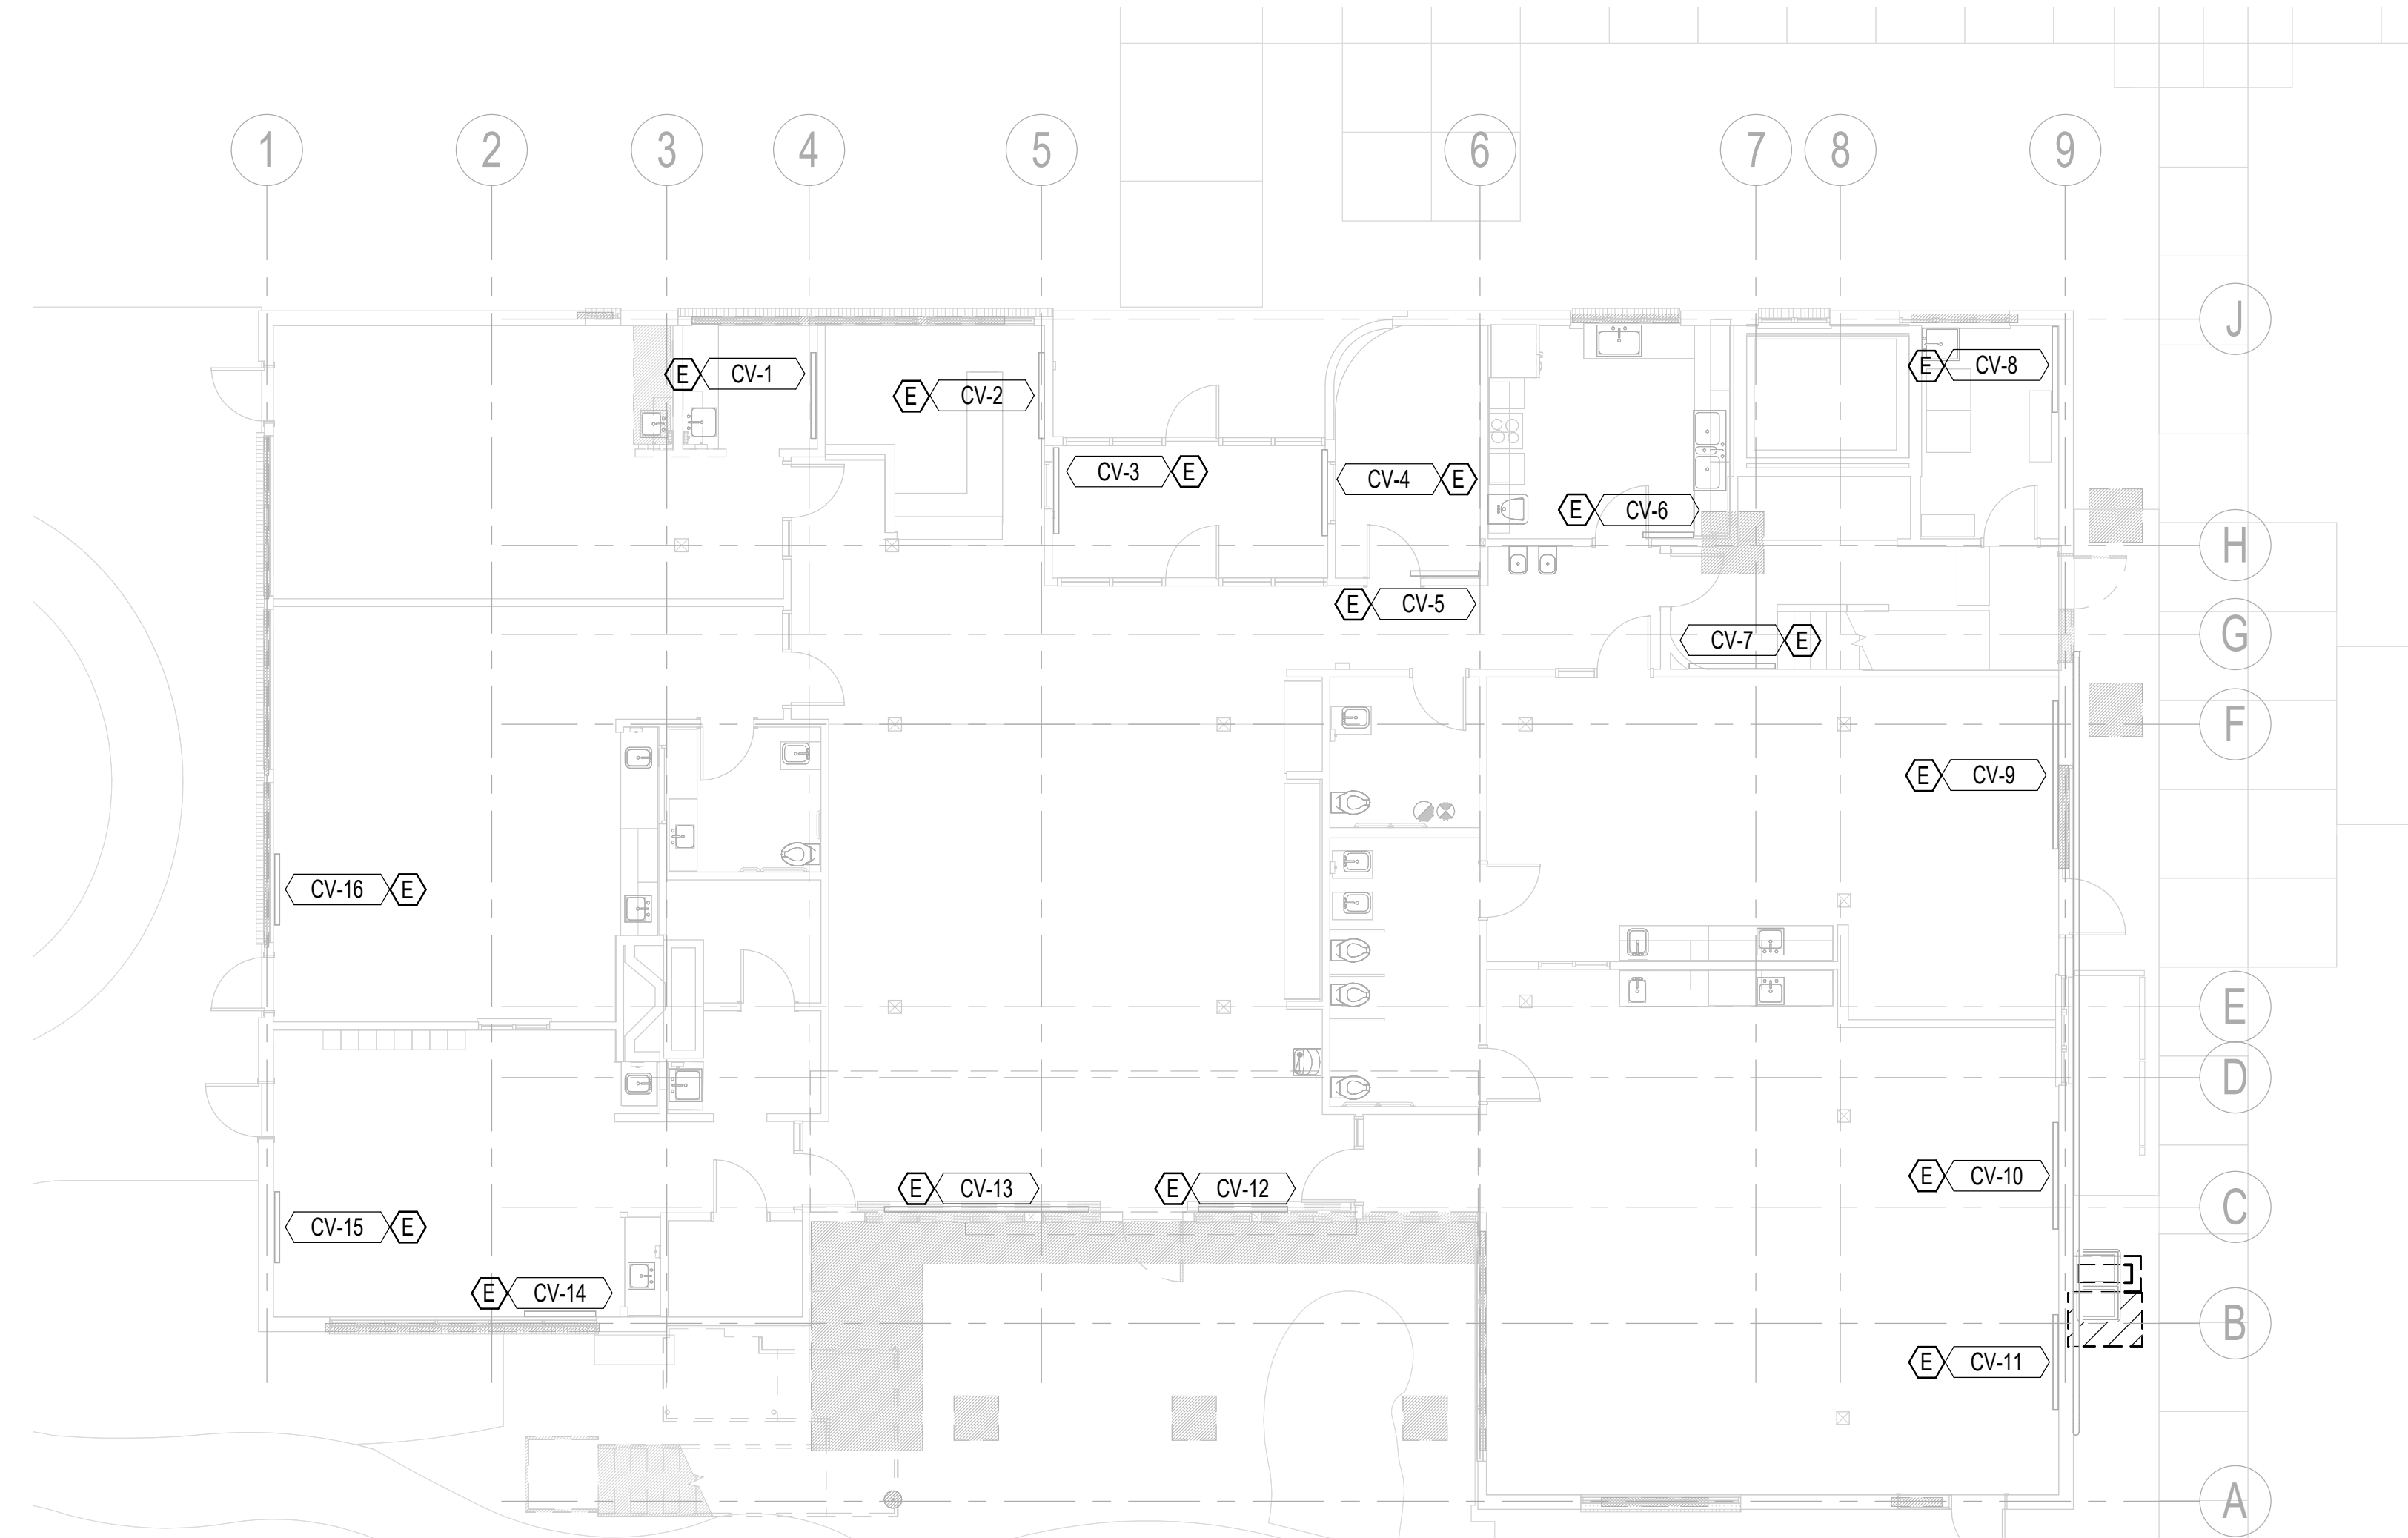 1 2 3 4 5 6 7 8 9
J
E CV-8
E CV-1
E CV-2
CV-3 E
CV-4 E
E CV-6
H
E CV-5
G
CV-7 E
F
E CV-9
CV-16 E
E
D
E CV-10
E CV-13
E CV-12
C
CV-15 E
E CV-14
B
E CV-11
A